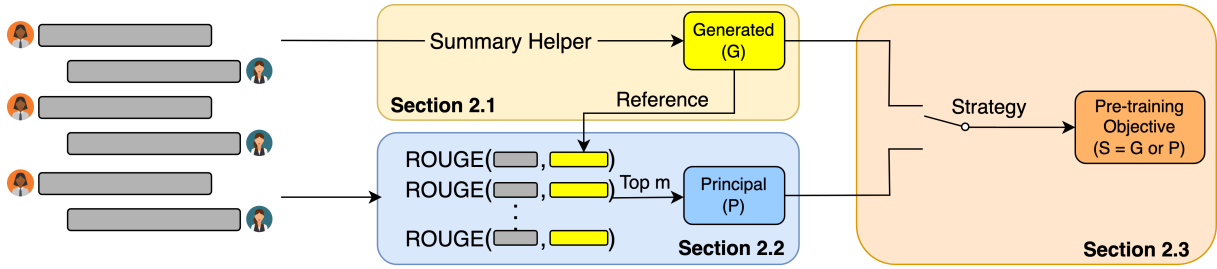 Summary Helper
Generated
(G)
Section 2.1
Reference
ROUGE( , )
ROUGE( , )
ROUGE( , )
Top m
Principal
(P)
Section 2.2
Strategy
Pre-training
Objective
(S = G or P)
Section 2.3